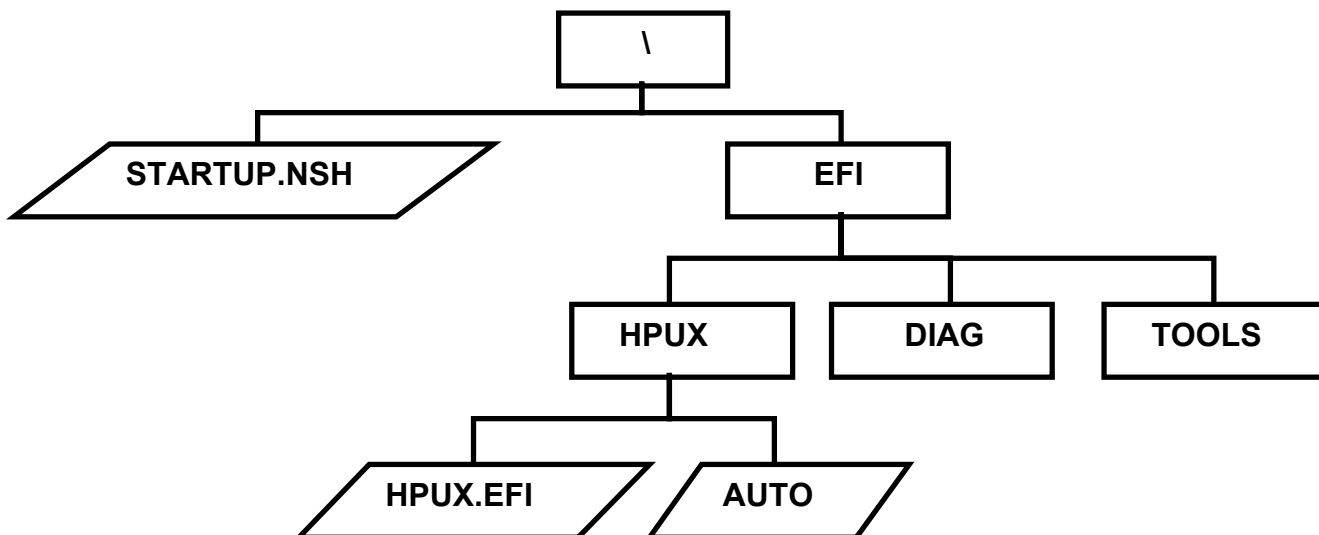 \
STARTUP.NSH
EFI
HPUX
DIAG
TOOLS
HPUX.EFI
AUTO